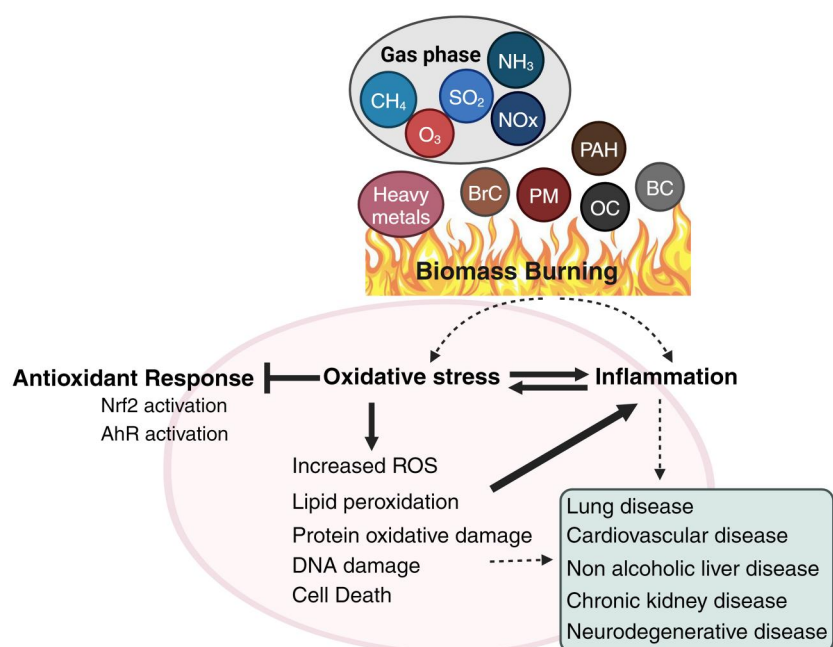 Gas phase
NH₃
CH₄
SO₂
NOx
O₃
PAH
Heavy
metals
BrC
PM
OC
BC
Biomass Burning
Antioxidant Response
Oxidative stress
Inflammation
Nrf2 activation
AhR activation
Increased ROS
Lipid peroxidation
Protein oxidative damage
DNA damage
Cell Death
Lung disease
Cardiovascular disease
Non alcoholic liver disease
Chronic kidney disease
Neurodegenerative disease